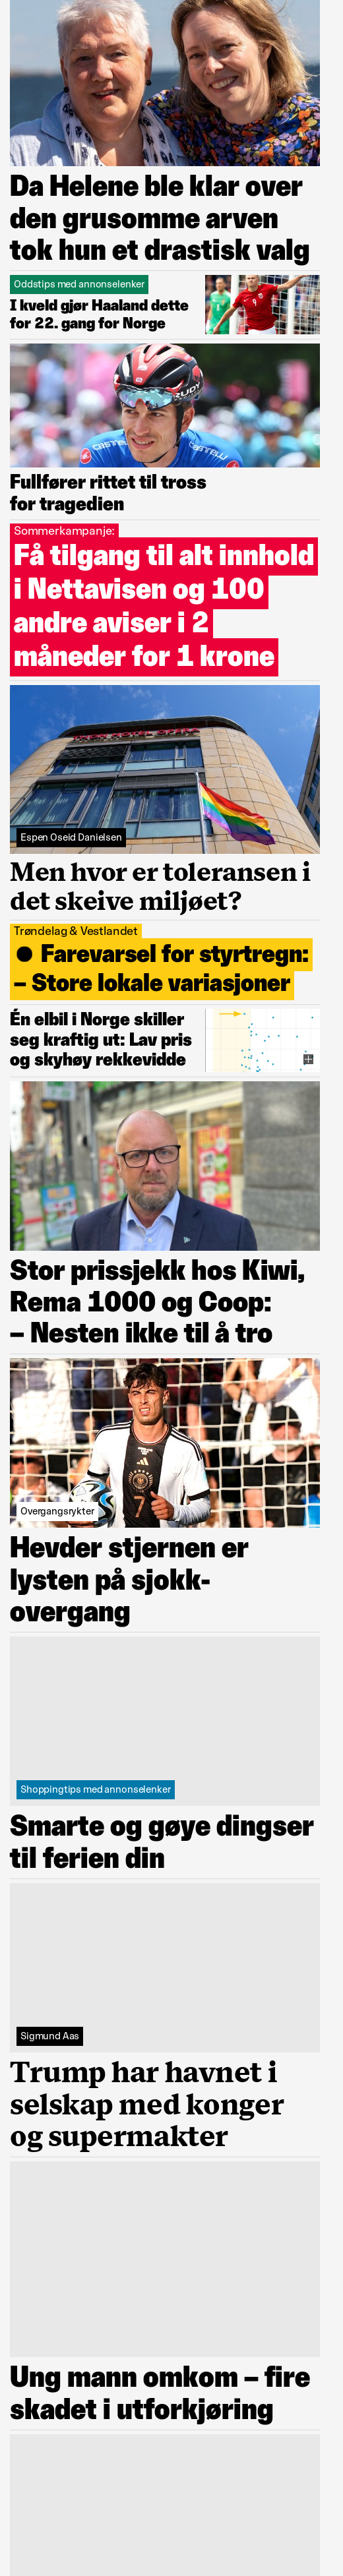 Da Helene ble klar over
den grusomme arven
tok hun et drastisk valg
Oddstips med annonselenker
I kveld gjør Haaland dette
for 22. gang for Norge
9
RUDY
CASTELLI
Fullfører rittet til tross
for tragedien
Sommerkampanje:
Få tilgang til alt innhold
i Nettavisen og 100
andre aviser i 2
måneder for 1 krone
Espen Oseid Danielsen
Men hvor er toleransen i
det skeive miljøet?
Trøndelag & Vestlandet
Farevarsel for styrtregn:
– Store lokale variasjoner
Én elbil i Norge skiller
seg kraftig ut: Lav pris
og skyhøy rekkevidde
Stor prissjekk hos Kiwi,
Rema 1000 og Coop:
– Nesten ikke til å tro
7
Overgangsrykter
Hevder stjernen er
lysten på sjokk-
overgang
Shoppingtips med annonselenker
Smarte og gøye dingser
til ferien din
Sigmund Aas
Trump har havnet i
selskap med konger
og supermakter
Ung mann omkom – fire
skadet i utforkjøring